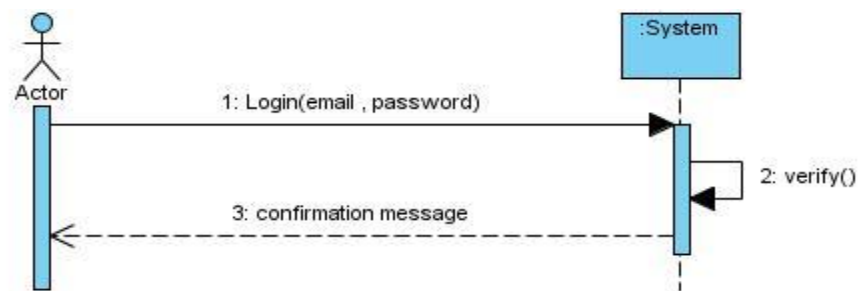 :System
Actor
1: Login(email , password)
2: verify()
3: confirmation message